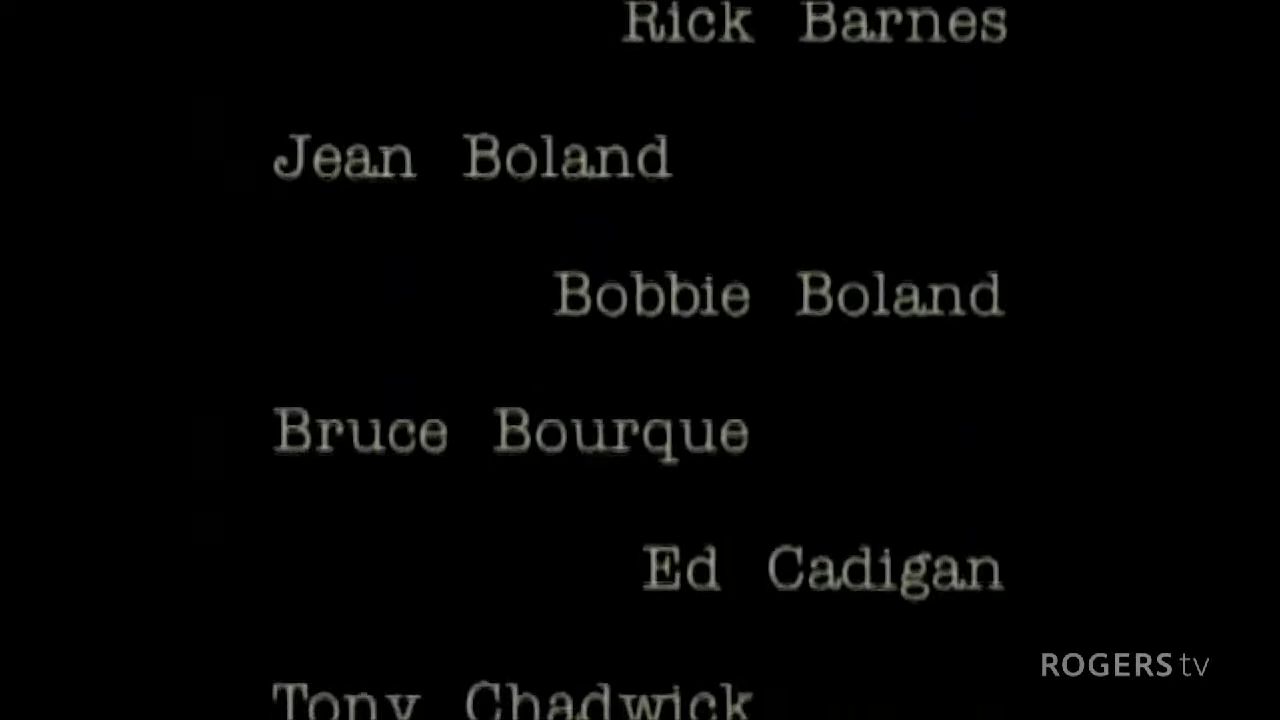 Rick Barnes
Jean Boland
Bobbie Boland
Bruce Bourque
Ed Cadigan
ROGERS tv
Tony Chadwick